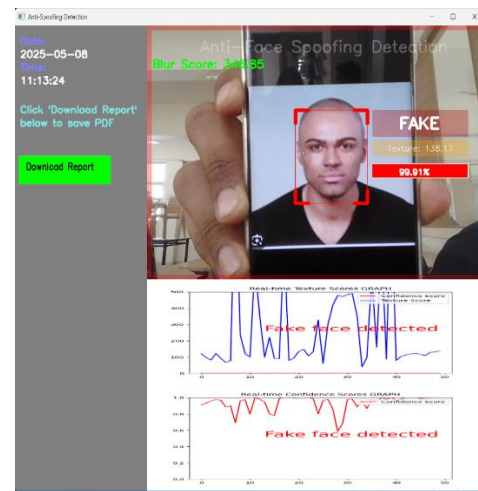 Anti-Spoofing Detection
Date:
2025-05-08
Time:
11:13:24
Click 'Download Report'
below to save PDF
Download Report
Anti-Face Spoofing Detection
Blur Score: 346.85
FAKE
Texture: 138.17
99.91%
Real-time Texture Scores GRAPH
Confidence Score
Texture Score
Fake face detected
500
400
300
200
100
0
0 10 20 30 40 50
Real-time Confidence Scores GRAPH
Confidence Score
Fake face detected
1.0
0.8
0.6
0.4
0.2
0.0
0 10 20 30 40 50